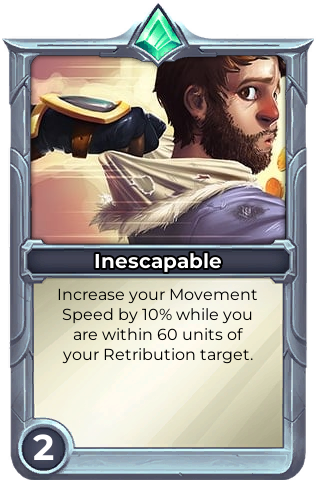 Inescapable
Increase your Movement
Speed by 10% while you
are within 60 units of
your Retribution target.
2